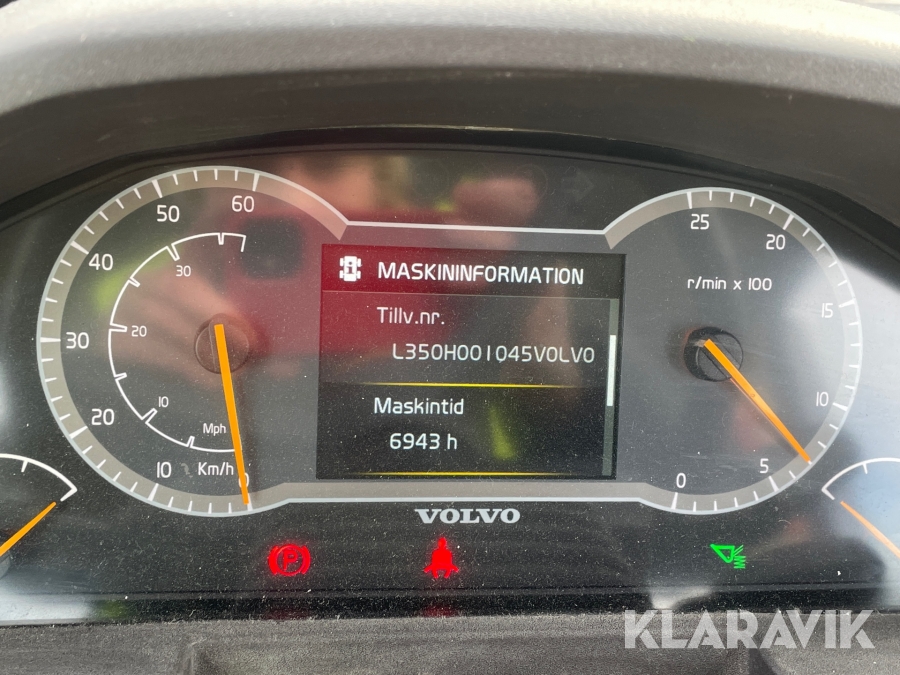 MASKININFORMATION
Tillv.nr.
L350H001045VOLVO
Maskintid
6943 h
0
10
20
30
40
50
60
10
20
30
Mph
Km/h
25
20
15
10
5
0
r/min x 100
VOLVO
P
KLARAVIK